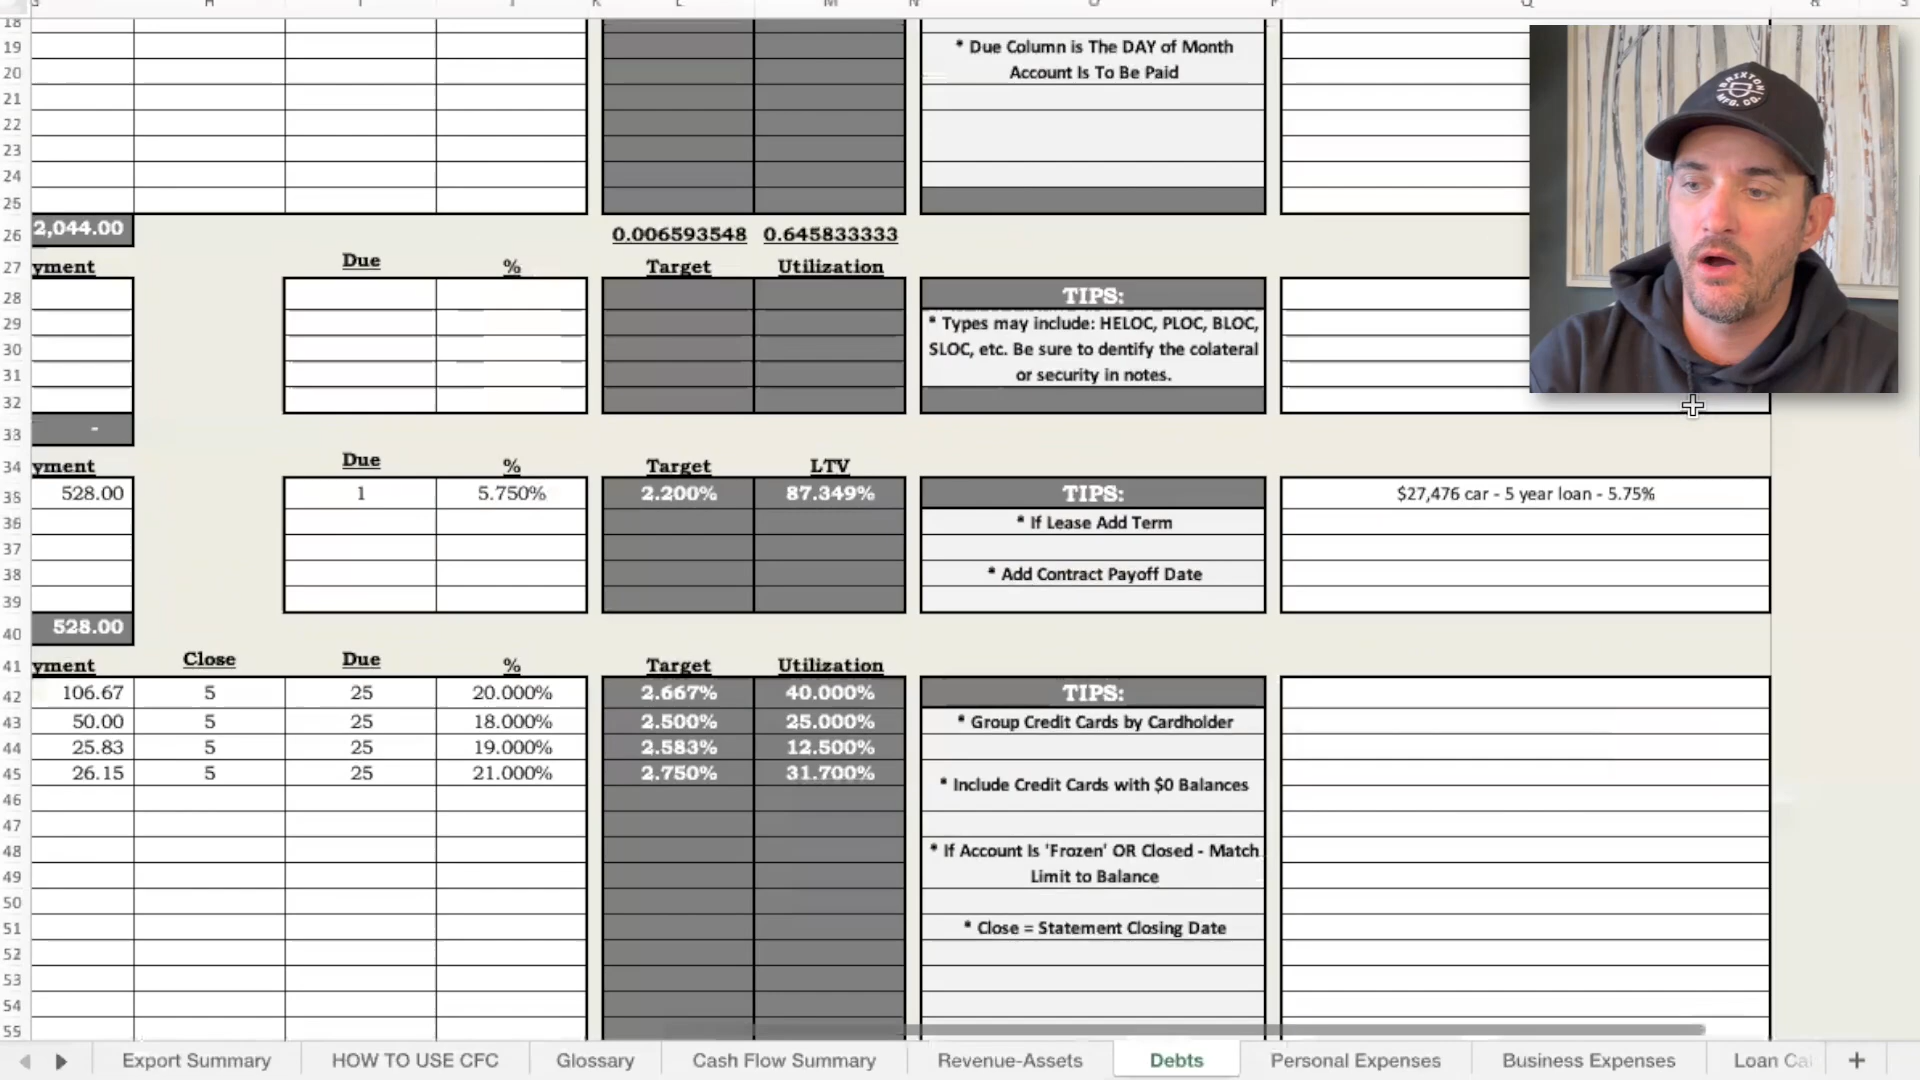 18
19 * Due Column is The DAY of Month
20 Account Is To Be Paid
21
22
23
24
25
26 2,044.00 0.006593548 0.645833333
27 yment Due % Target Utilization
28 TIPS:
29 * Types may include: HELOC, PLOC, BLOC,
30 SLOC, etc. Be sure to dentify the colateral
31 or security in notes.
32
33 -
34 yment Due % Target LTV
35 528.00 1 5.750% 2.200% 87.349% TIPS: $27,476 car - 5 year loan - 5.75%
36 * If Lease Add Term
37
38 * Add Contract Payoff Date
39
40 528.00
41 yment Close Due % Target Utilization
42 106.67 5 25 20.000% 2.667% 40.000% TIPS:
43 50.00 5 25 18.000% 2.500% 25.000% * Group Credit Cards by Cardholder
44 25.83 5 25 19.000% 2.583% 12.500%
45 26.15 5 25 21.000% 2.750% 31.700% * Include Credit Cards with $0 Balances
46
47
48 * If Account Is 'Frozen' OR Closed - Match
49 Limit to Balance
50
51 * Close = Statement Closing Date
52
53
54
55
Export Summary HOW TO USE CFC Glossary Cash Flow Summary Revenue-Assets Debts Personal Expenses Business Expenses Loan Cal +
BRIXTON
MFG. CO.